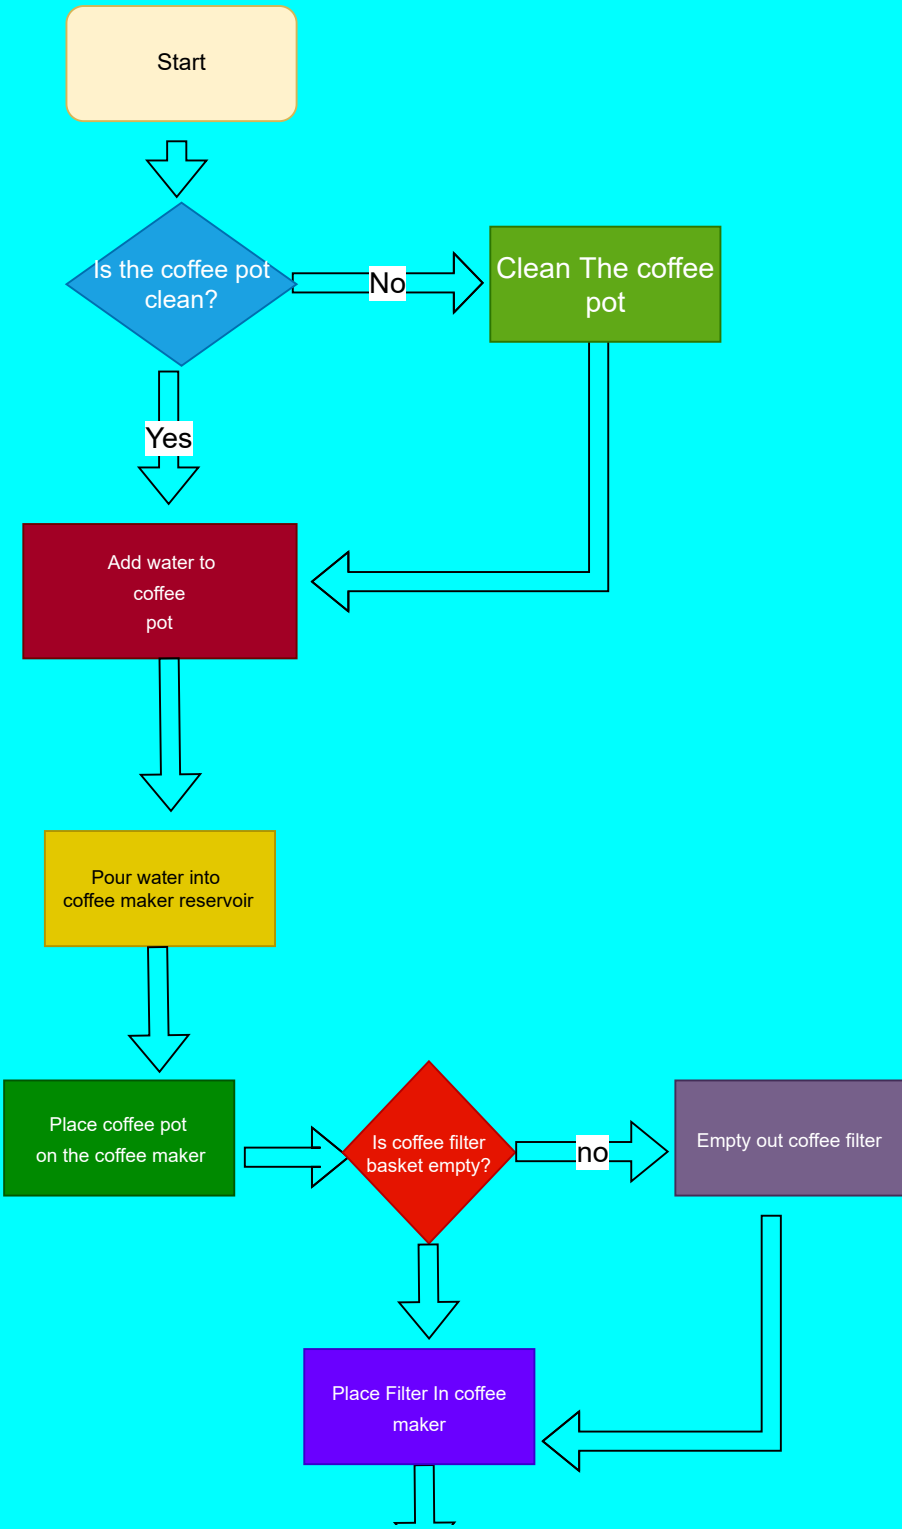 Start
Is the coffee pot
clean?
No
Clean The coffee
pot
Yes
Add water to
coffee
pot
Pour water into
coffee maker reservoir
Place coffee pot
on the coffee maker
Is coffee filter
basket empty?
no
Empty out coffee filter
Place Filter In coffee
maker